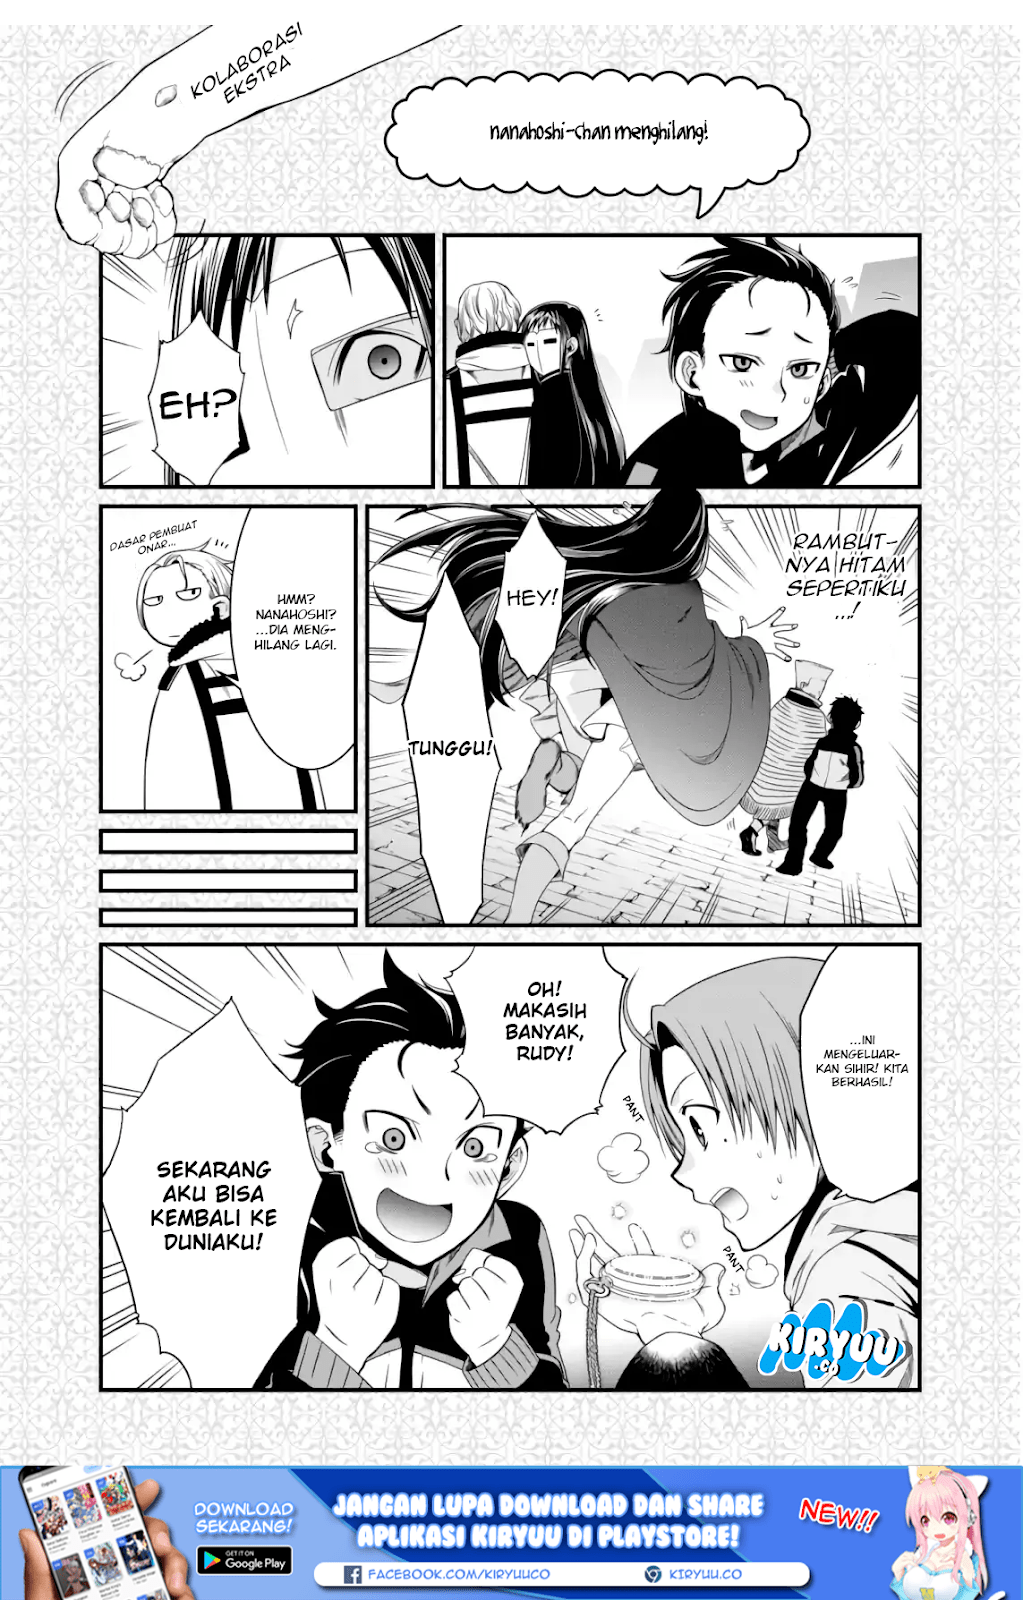 KOLABORASI
EKSTRA
nanahoshi-chan menghilang!
EH?
RAMBUT-
NYA HITAM
SEPERTIKU
...!
HEY!
TUNGGU!
DASAR PEMBUAT
ONAR...
HMM?
NANAHOSHI?
...DIA MENG-
HILANG LAGI.
...INI
MENGELUAR-
KAN SIHIR! KITA
BERHASIL!
OH!
MAKASIH
BANYAK,
RUDY!
PANT
PANT
SEKARANG
AKU BISA
KEMBALI KE
DUNIAKU!
KIRYUU
.CO
DOWNLOAD
SEKARANG!
GET IT ON
Google Play
JANGAN LUPA DOWNLOAD DAN SHARE
APLIKASI KIRYUU DI PLAYSTORE!
FACEBOOK.COM/KIRYUUCO
KIRYUU.CO
NEW!!